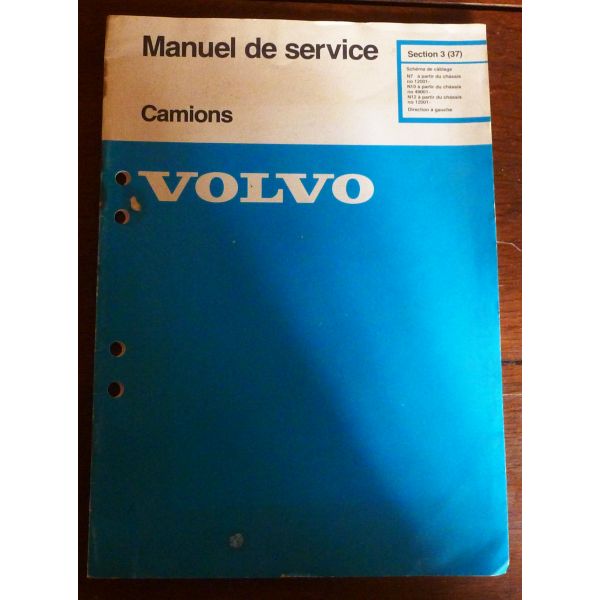 Manuel de service
Camions
Section 3 (37)
Schéma de câblage
N7 à partir du châssis
no 12001-
N10 à partir du châssis
no 49001-
N12 à partir du châssis
no 12001-
Direction à gauche
VOLVO